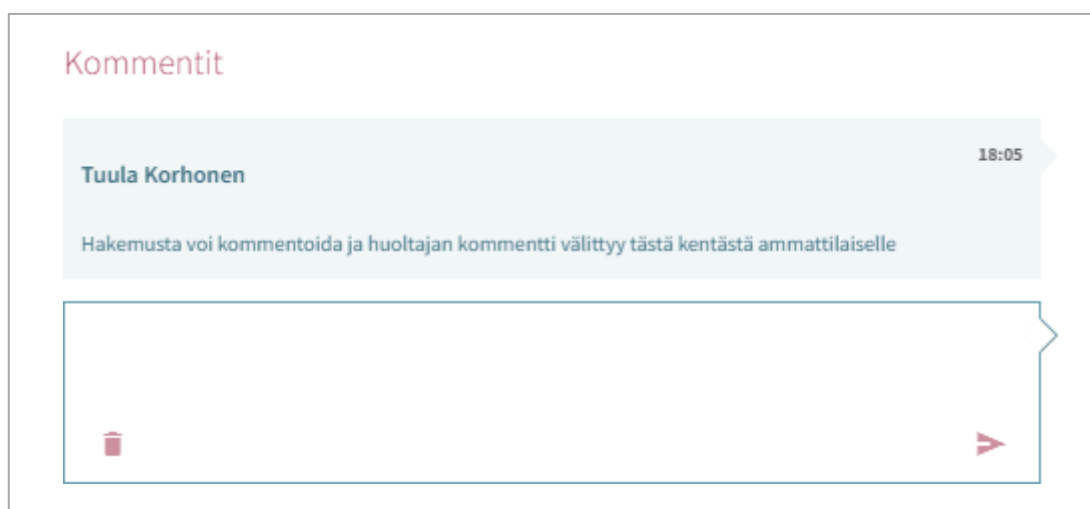 Kommentit
18:05
Tuula Korhonen
Hakemusta voi kommentoida ja huoltajan kommentti välittyy tästä kentästä ammattilaiselle